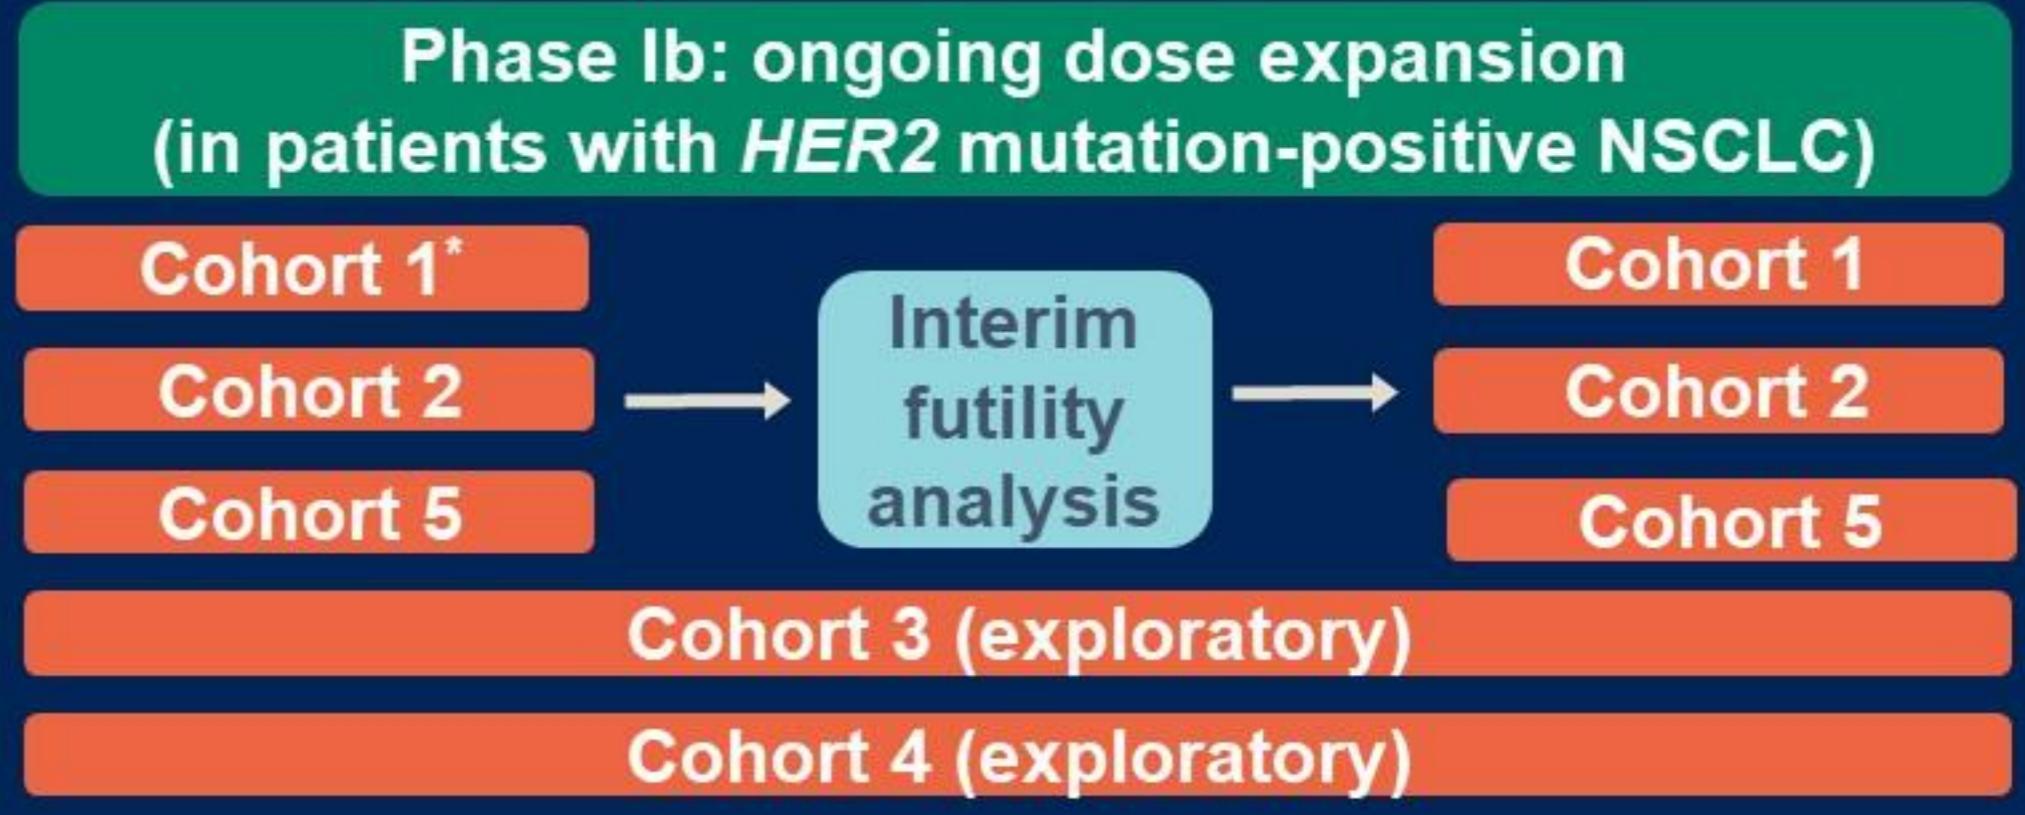 Phase Ib: ongoing dose expansion
(in patients with HER2 mutation-positive NSCLC)
Cohort 1*
Cohort 2
Cohort 5
Interim
futility
analysis
Cohort 1
Cohort 2
Cohort 5
Cohort 3 (exploratory)
Cohort 4 (exploratory)